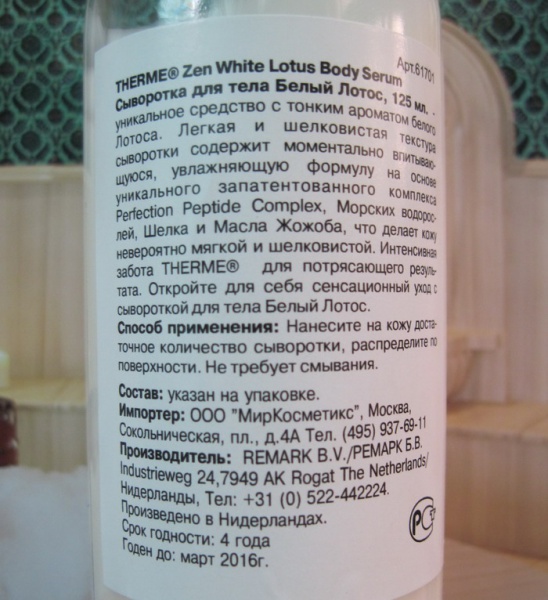 Арт.61701
THERME® Zen White Lotus Body Serum
Сыворотка для тела Белый Лотос, 125 мл. -
уникальное средство с тонким ароматом белого
Лотоса. Легкая и шелковистая текстура
сыворотки содержит моментально впитываю-
щуюся, увлажняющую формулу на основе
уникального запатентованного комплекса
Perfection Peptide Complex, Морских водорос-
лей, Шелка и Масла Жожоба, что делает кожу
невероятно мягкой и шелковистой. Интенсивная
забота THERME® для потрясающего резуль-
тата. Откройте для себя сенсационный уход с
сывороткой для тела Белый Лотос.
Способ применения: Нанесите на кожу доста-
точное количество сыворотки, распределите по
поверхности. Не требует смывания.
Состав: указан на упаковке.
Импортер: ООО "МирКосметикс", Москва,
Сокольническая, пл., д.4А Тел. (495) 937-69-11
Производитель: REMARK B.V./РЕМАРК Б.В.
Industrieweg 24,7949 AK Rogat The Netherlands/
Нидерланды, Тел: +31 (0) 522-442224.
Произведено в Нидерландах.
Срок годности: 4 года
Годен до: март 2016г.